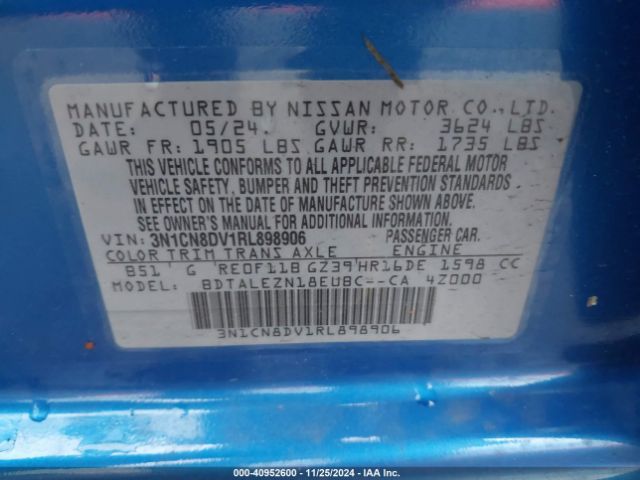 MANUFACTURED BY NISSAN MOTOR CO., LTD.
DATE: 05/24. GVWR: 3624 LBS
GAWR FR: 1905 LBS GAWR RR: 1735 LBS
THIS VEHICLE CONFORMS TO ALL APPLICABLE FEDERAL MOTOR
VEHICLE SAFETY, BUMPER AND THEFT PREVENTION STANDARDS
IN EFFECT ON THE DATE OF MANUFACTURE SHOWN ABOVE.
SEE OWNER'S MANUAL FOR ADDITIONAL INFORMATION.
VIN: 3N1CN8DV1RL898906 PASSENGER CAR.
COLOR TRIM TRANS AXLE ENGINE
B51 G RE0F11B GZ39 HR16DE 1598 CC
BDTALEZN18EUBC--CA 4Z000
3N1CN8DV1RL898906
000-40952600 - 11/25/2024 - IAA Inc.